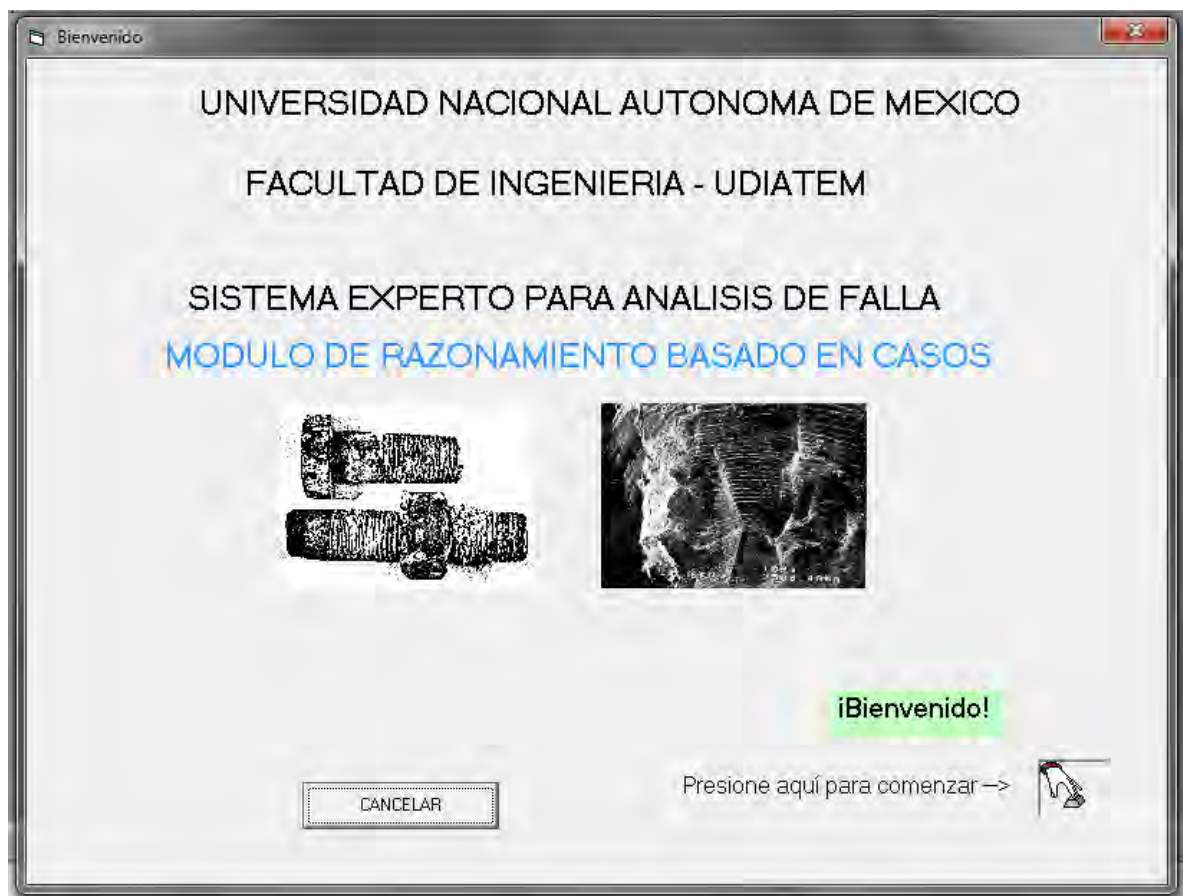 Bienvenido
UNIVERSIDAD NACIONAL AUTONOMA DE MEXICO
FACULTAD DE INGENIERIA - UDIATEM
SISTEMA EXPERTO PARA ANALISIS DE FALLA
MODULO DE RAZONAMIENTO BASADO EN CASOS
¡Bienvenido!
Presione aquí para comenzar -->
CANCELAR